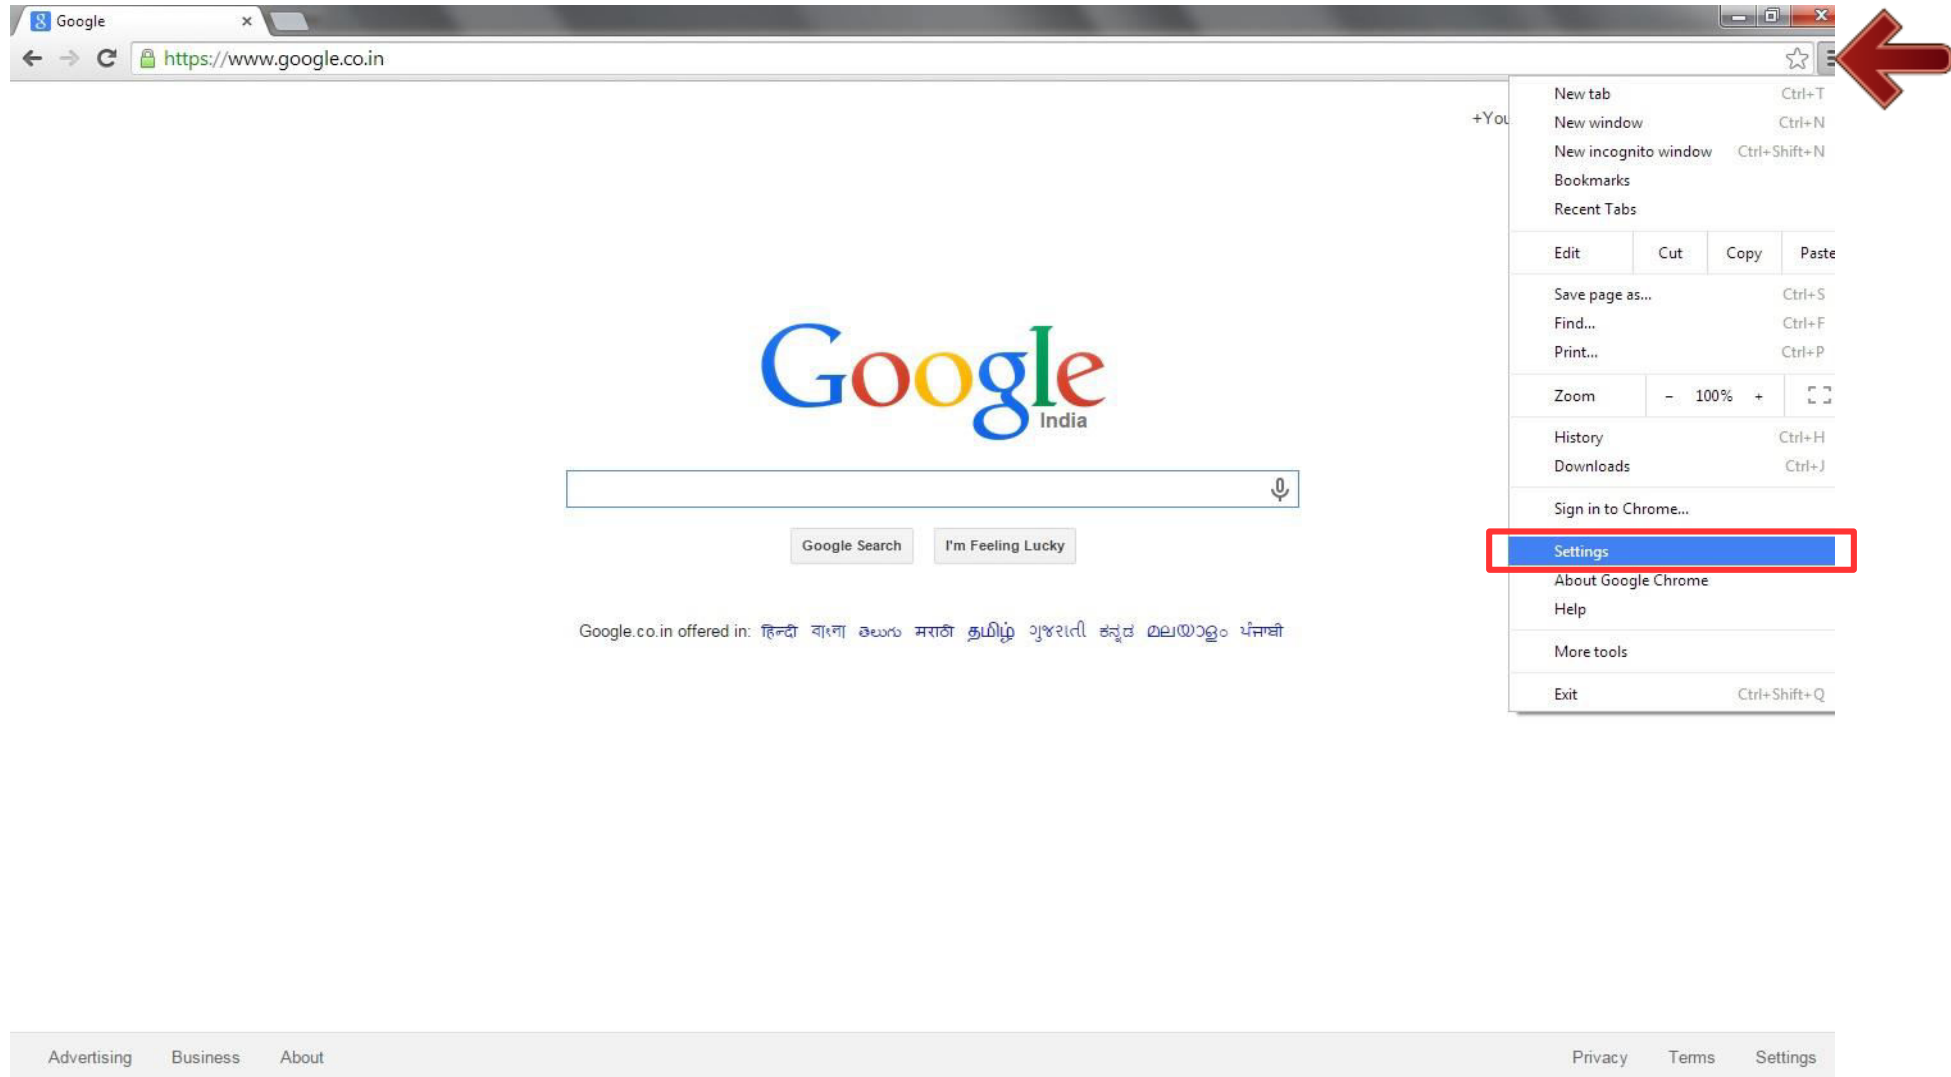 Google
https://www.google.co.in
+You
New tab Ctrl+T
New window Ctrl+N
New incognito window Ctrl+Shift+N
Bookmarks
Recent Tabs
Edit Cut Copy Paste
Save page as... Ctrl+S
Find... Ctrl+F
Print... Ctrl+P
Zoom - 100% +
History Ctrl+H
Downloads Ctrl+J
Sign in to Chrome...
Settings
About Google Chrome
Help
More tools
Exit Ctrl+Shift+Q
Google
India
Google Search I'm Feeling Lucky
Google.co.in offered in: हिन्दी বাংলা తెలుగు मराठी தமிழ் ગુજરાતી ಕನ್ನಡ മലയാളം ਪੰਜਾਬੀ
Advertising Business About Privacy Terms Settings